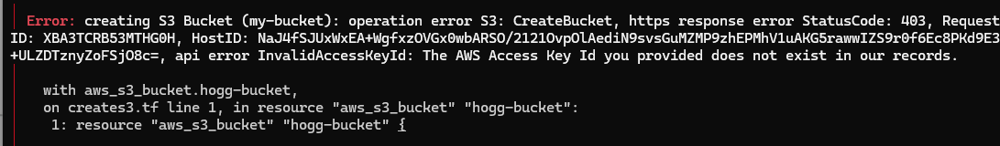 Error: creating S3 Bucket (my-bucket): operation error S3: CreateBucket, https response error StatusCode: 403, Request
ID: XBA3TCRB53MTHG0H, HostID: NaJ4fSJUxWxEA+WgfxzOVGx0wbARSO/2121OvpOlAediN9svsGuMZMP9zhEPMhV1uAKG5rawwIZS9r0f6Ec8PKd9E3
+ULZDTznyZoFSjO8c=, api error InvalidAccessKeyId: The AWS Access Key Id you provided does not exist in our records.
with aws_s3_bucket.hogg-bucket,
on creates3.tf line 1, in resource "aws_s3_bucket" "hogg-bucket":
1: resource "aws_s3_bucket" "hogg-bucket" {